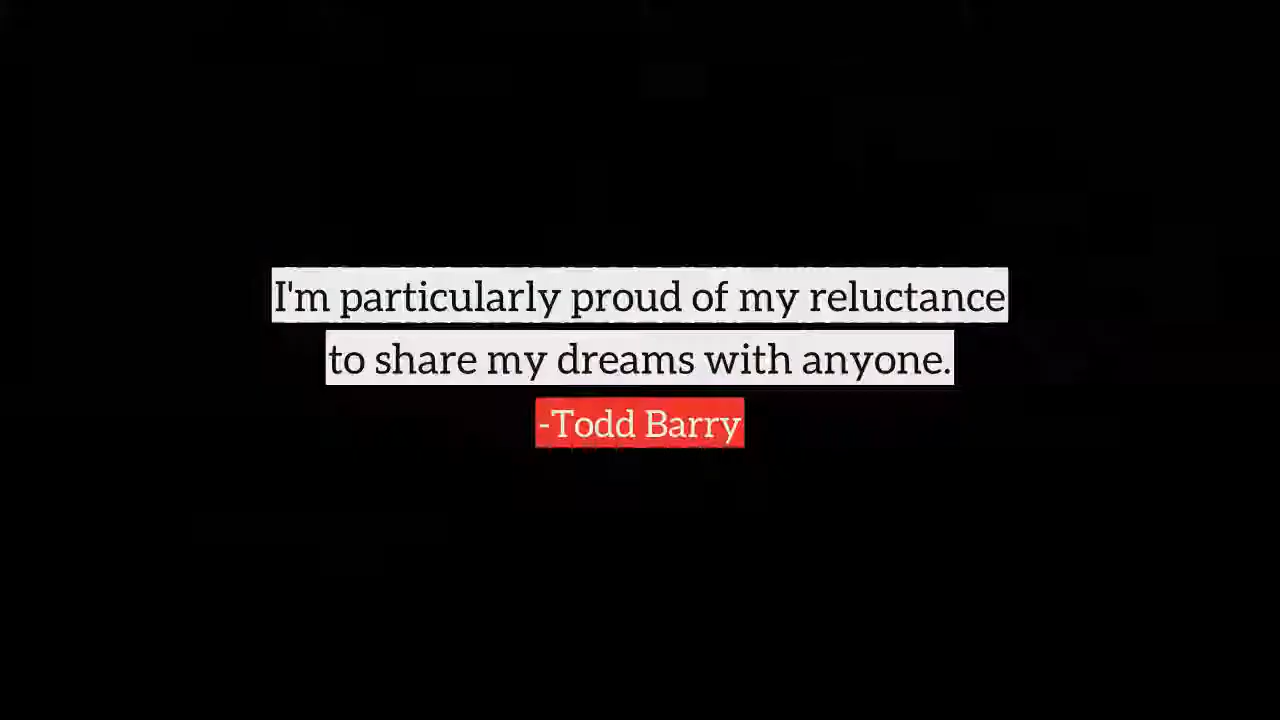 I'm particularly proud of my reluctance
to share my dreams with anyone.
-Todd Barry